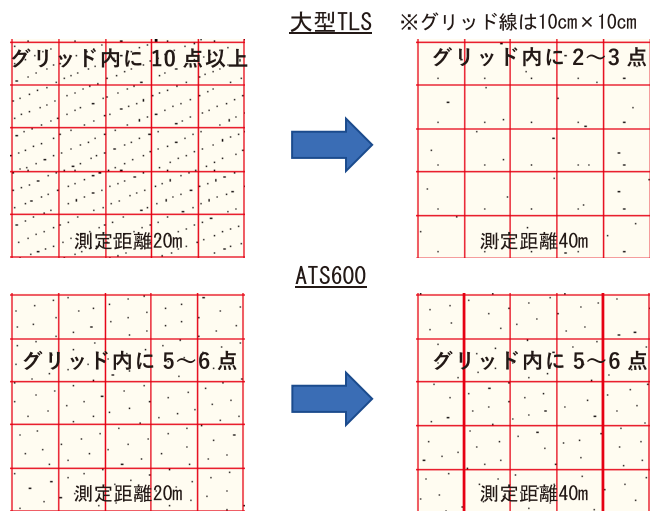 大型TLS ※グリッド線は10cm×10cm
グリッド内に 10 点以上
グリッド内に 2～3 点
測定距離20m
測定距離40m
ATS600
グリッド内に 5～6 点
グリッド内に 5～6 点
測定距離20m
測定距離40m